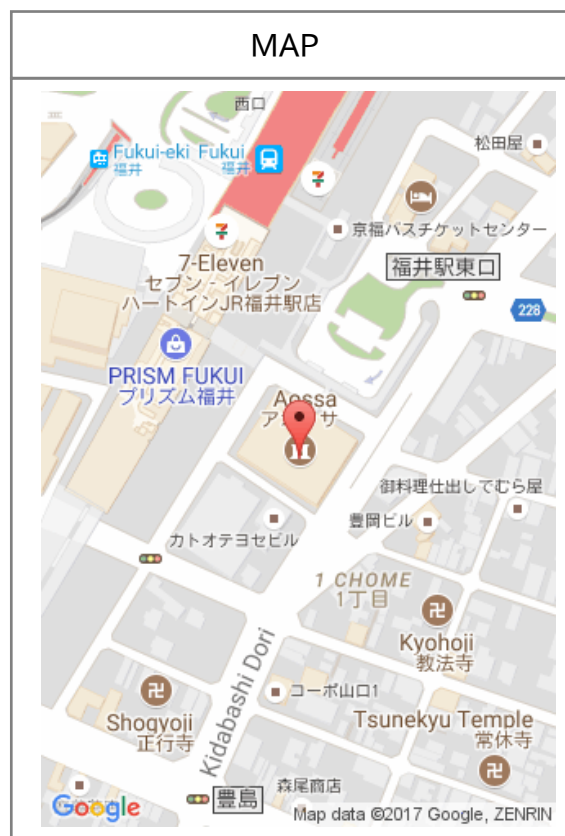 MAP
西口
松田屋
Fukui-eki
福井
Fukui
福井
京福バスチケットセンター
7-Eleven
セブン - イレブン
ハートインJR福井駅店
福井駅東口
228
PRISM FUKUI
プリズム福井
Aossa
御料理仕出しでむら屋
豊岡ビル
カトオテヨセビル
1 CHOME
1丁目
Kyohoji
教法寺
Kidabashi Dori
コーポ山口1
Shogyoji
正行寺
Tsunekyu Temple
常休寺
森尾商店
豊島
Google
Map data ©2017 Google, ZENRIN